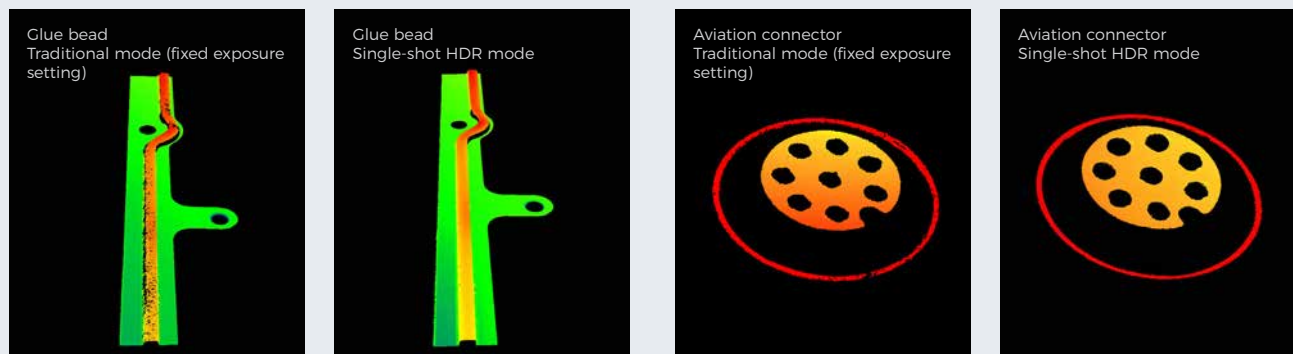 Glue bead
Traditional mode (fixed exposure
setting)
Glue bead
Single-shot HDR mode
Aviation connector
Traditional mode (fixed exposure
setting)
Aviation connector
Single-shot HDR mode